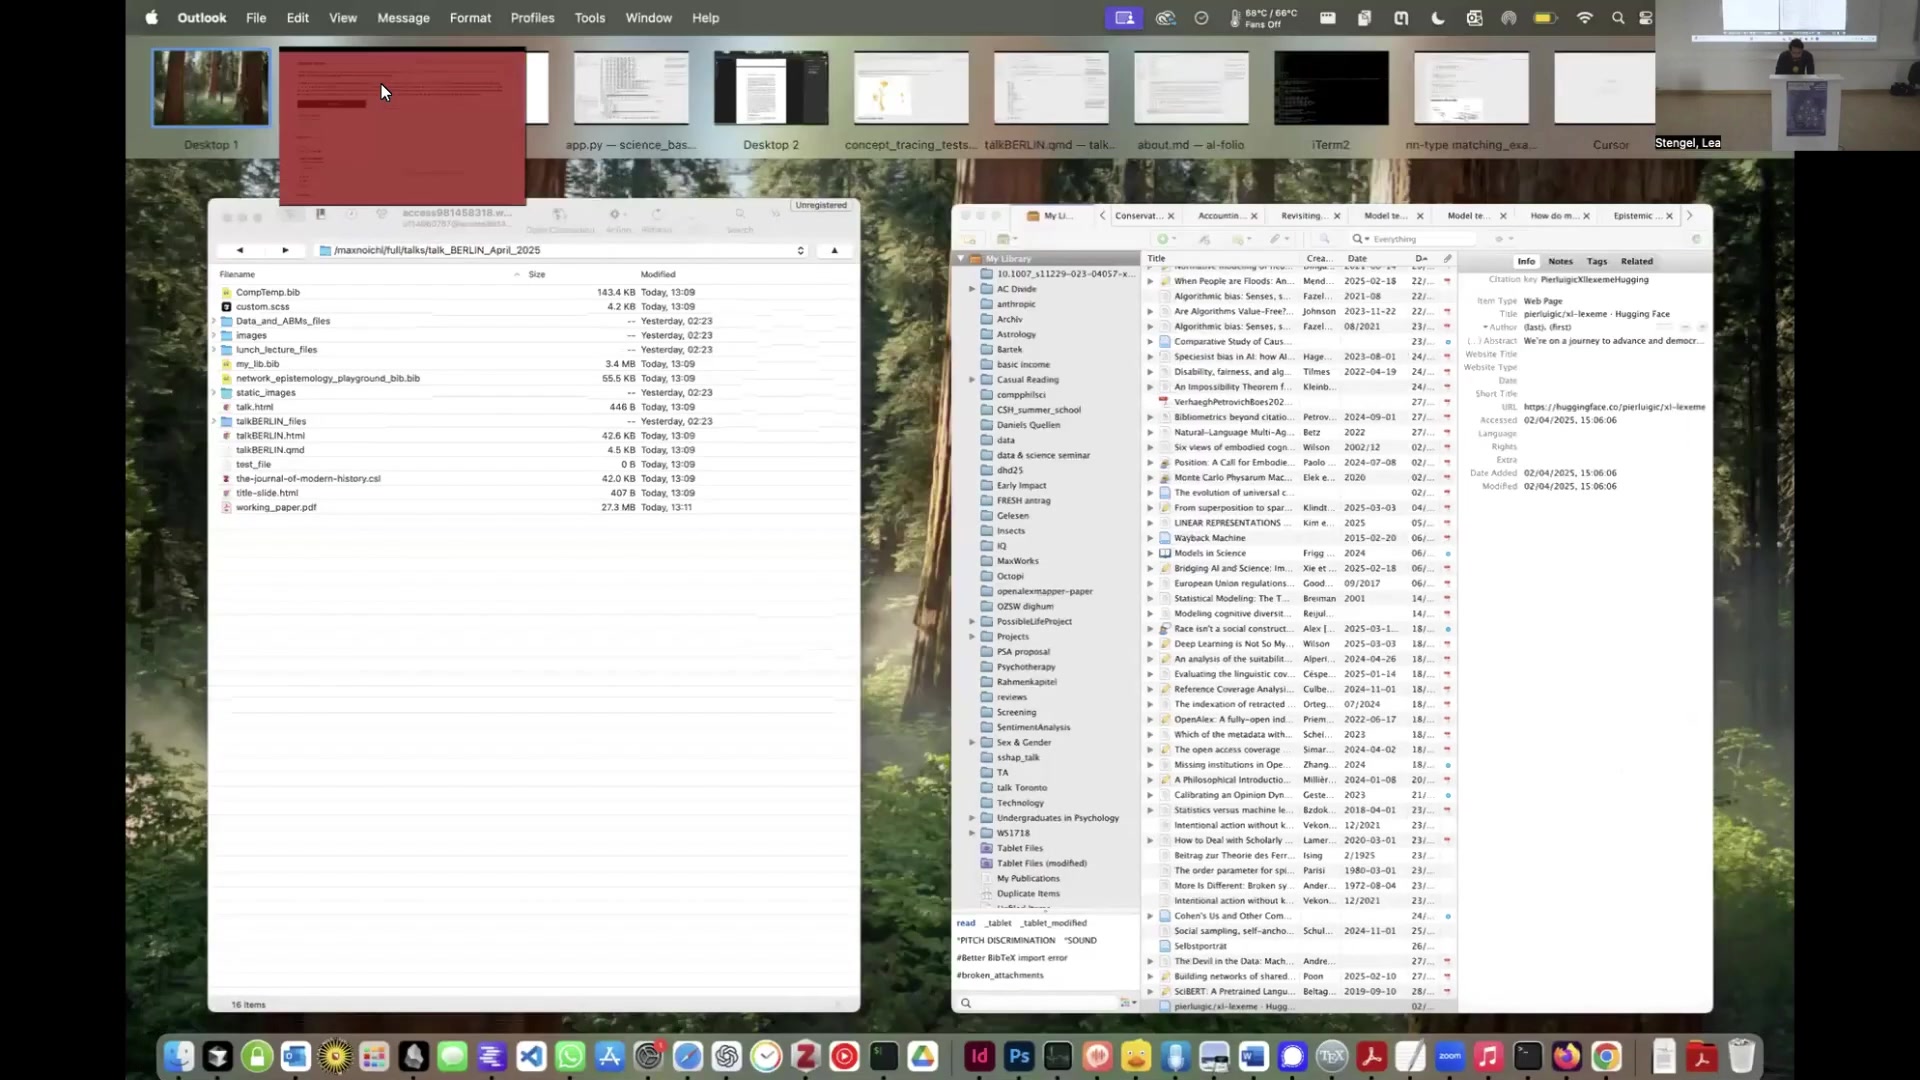 Outlook File Edit View Message Format Profiles Tools Window Help
68°C / 66°C
Fans Off
Desktop 1
app.py — science_bas...
Desktop 2
concept_tracing_tests...
talkBERLIN.qmd — talk...
about.md — al-folio
iTerm2
nn-type matching_exa...
Cursor
Stengel, Lea
Unregistered
access981458318.w...
Search
/maxnoichl/full/talks/talk_BERLIN_April_2025
Filename Size Modified
CompTemp.bib 143.4 KB Today, 13:09
custom.scss 4.2 KB Today, 13:09
Data_and_ABMs_files -- Yesterday, 02:23
images -- Yesterday, 02:23
lunch_lecture_files -- Yesterday, 02:23
my_lib.bib 3.4 MB Today, 13:09
network_epistemology_playground_bib.bib 55.5 KB Today, 13:09
static_images -- Yesterday, 02:23
talk.html 446 B Today, 13:09
talkBERLIN_files -- Yesterday, 02:23
talkBERLIN.html 42.6 KB Today, 13:09
talkBERLIN.qmd 4.5 KB Today, 13:09
test_file 0 B Today, 13:09
the-journal-of-modern-history.csl 42.0 KB Today, 13:09
title-slide.html 407 B Today, 13:09
working_paper.pdf 27.3 MB Today, 13:11
16 items
My Li... Conservat... Accountin... Revisiting... Model te... Model te... How do m... Epistemic ...
Everything
My Library
10.1007_s11229-023-04057-x...
AC Divide
anthropic
Archiv
Astrology
Bartek
basic income
Casual Reading
compphilsci
CSH_summer_school
Daniels Quellen
data
data & science seminar
dhd25
Early Impact
FRESH antrag
Gelesen
Insects
IQ
MaxWorks
Octopi
openalexmapper-paper
OZSW dighum
PossibleLifeProject
Projects
PSA proposal
Psychotherapy
Rahmenkapitel
reviews
Screening
SentimentAnalysis
Sex & Gender
sshap_talk
TA
talk Toronto
Technology
Undergraduates in Psychology
WS1718
Tablet Files
Tablet Files (modified)
My Publications
Duplicate Items
read _tablet _tablet_modified
*PITCH DISCRIMINATION *SOUND
#Better BibTeX import error
#broken_attachments
Title Crea... Date
When People are Floods: An... Mend... 2025-02-18 22/...
Algorithmic bias: Senses, s... Fazel... 2021-08 22/...
Are Algorithms Value-Free?... Johnson 2023-11-22 22/...
Algorithmic bias: Senses, s... Fazel... 08/2021 23/...
Comparative Study of Caus... 23/...
Speciesist bias in AI: how AI... Hage... 2023-08-01 24/...
Disability, fairness, and alg... Tilmes 2022-04-19 24/...
An Impossibility Theorem f... Kleinb... 27/...
VerhaeghPetrovichBoes202... 27/...
Bibliometrics beyond citatio... Petrov... 2024-09-01 27/...
Natural-Language Multi-Ag... Betz 2022 27/...
Six views of embodied cogn... Wilson 2002/12 02/...
Position: A Call for Embodie... Paolo ... 2024-07-08 02/...
Monte Carlo Physarum Mac... Elek e... 2020 02/...
The evolution of universal c... 02/...
From superposition to spar... Klindt... 2025-03-03 04/...
LINEAR REPRESENTATIONS ... Kim e... 2025 05/...
Wayback Machine 2015-02-20 06/...
Models in Science Frigg ... 2024 06/...
Bridging AI and Science: Im... Xie et ... 2025-02-18 06/...
European Union regulations... Good... 09/2017 06/...
Statistical Modeling: The T... Breiman 2001 14/...
Modeling cognitive diversit... Reijul... 14/...
Race isn't a social construct... Alex [... 2025-03-1... 18/...
Deep Learning is Not So My... Wilson 2025-03-03 18/...
An analysis of the suitabilit... Alperi... 2024-04-26 18/...
Evaluating the linguistic cov... Céspe... 2025-01-14 18/...
Reference Coverage Analysi... Culbe... 2024-11-01 18/...
The indexation of retracted ... Orteg... 07/2024 18/...
OpenAlex: A fully-open ind... Priem... 2022-06-17 18/...
Which of the metadata with... Schei... 2023 18/...
The open access coverage ... Simar... 2024-04-02 18/...
Missing institutions in Ope... Zhang... 2024 18/...
A Philosophical Introductio... Millièr... 2024-01-08 20/...
Calibrating an Opinion Dyn... Geste... 2023 21/...
Statistics versus machine le... Bzdok... 2018-04-01 23/...
Intentional action without k... Vekon... 12/2021 23/...
How to Deal with Scholarly ... Lamer... 2020-03-01 23/...
Beitrag zur Theorie des Ferr... Ising 2/1925 23/...
The order parameter for spi... Parisi 1980-03-01 23/...
More Is Different: Broken sy... Ander... 1972-08-04 23/...
Intentional action without k... Vekon... 12/2021 23/...
Cohen's Us and Other Com... 24/...
Social sampling, self-ancho... Schul... 2024-11-01 25/...
Selbstporträt 26/...
The Devil in the Data: Mach... Andre... 27/...
Building networks of shared... Poon 2025-02-10 27/...
SciBERT: A Pretrained Langu... Beltag... 2019-09-10 28/...
pierluigic/xl-lexeme · Hugg... 02/...
Info Notes Tags Related
Citation key PierluigicXllexemeHugging
Item Type Web Page
Title pierluigic/xl-lexeme · Hugging Face
Author (last), (first)
(...) Abstract We're on a journey to advance and democr...
Website Title
Website Type
Date
Short Title
URL https://huggingface.co/pierluigic/xl-lexeme
Accessed 02/04/2025, 15:06:06
Language
Rights
Extra
Date Added 02/04/2025, 15:06:06
Modified 02/04/2025, 15:06:06
Id Ps W TEX zoom